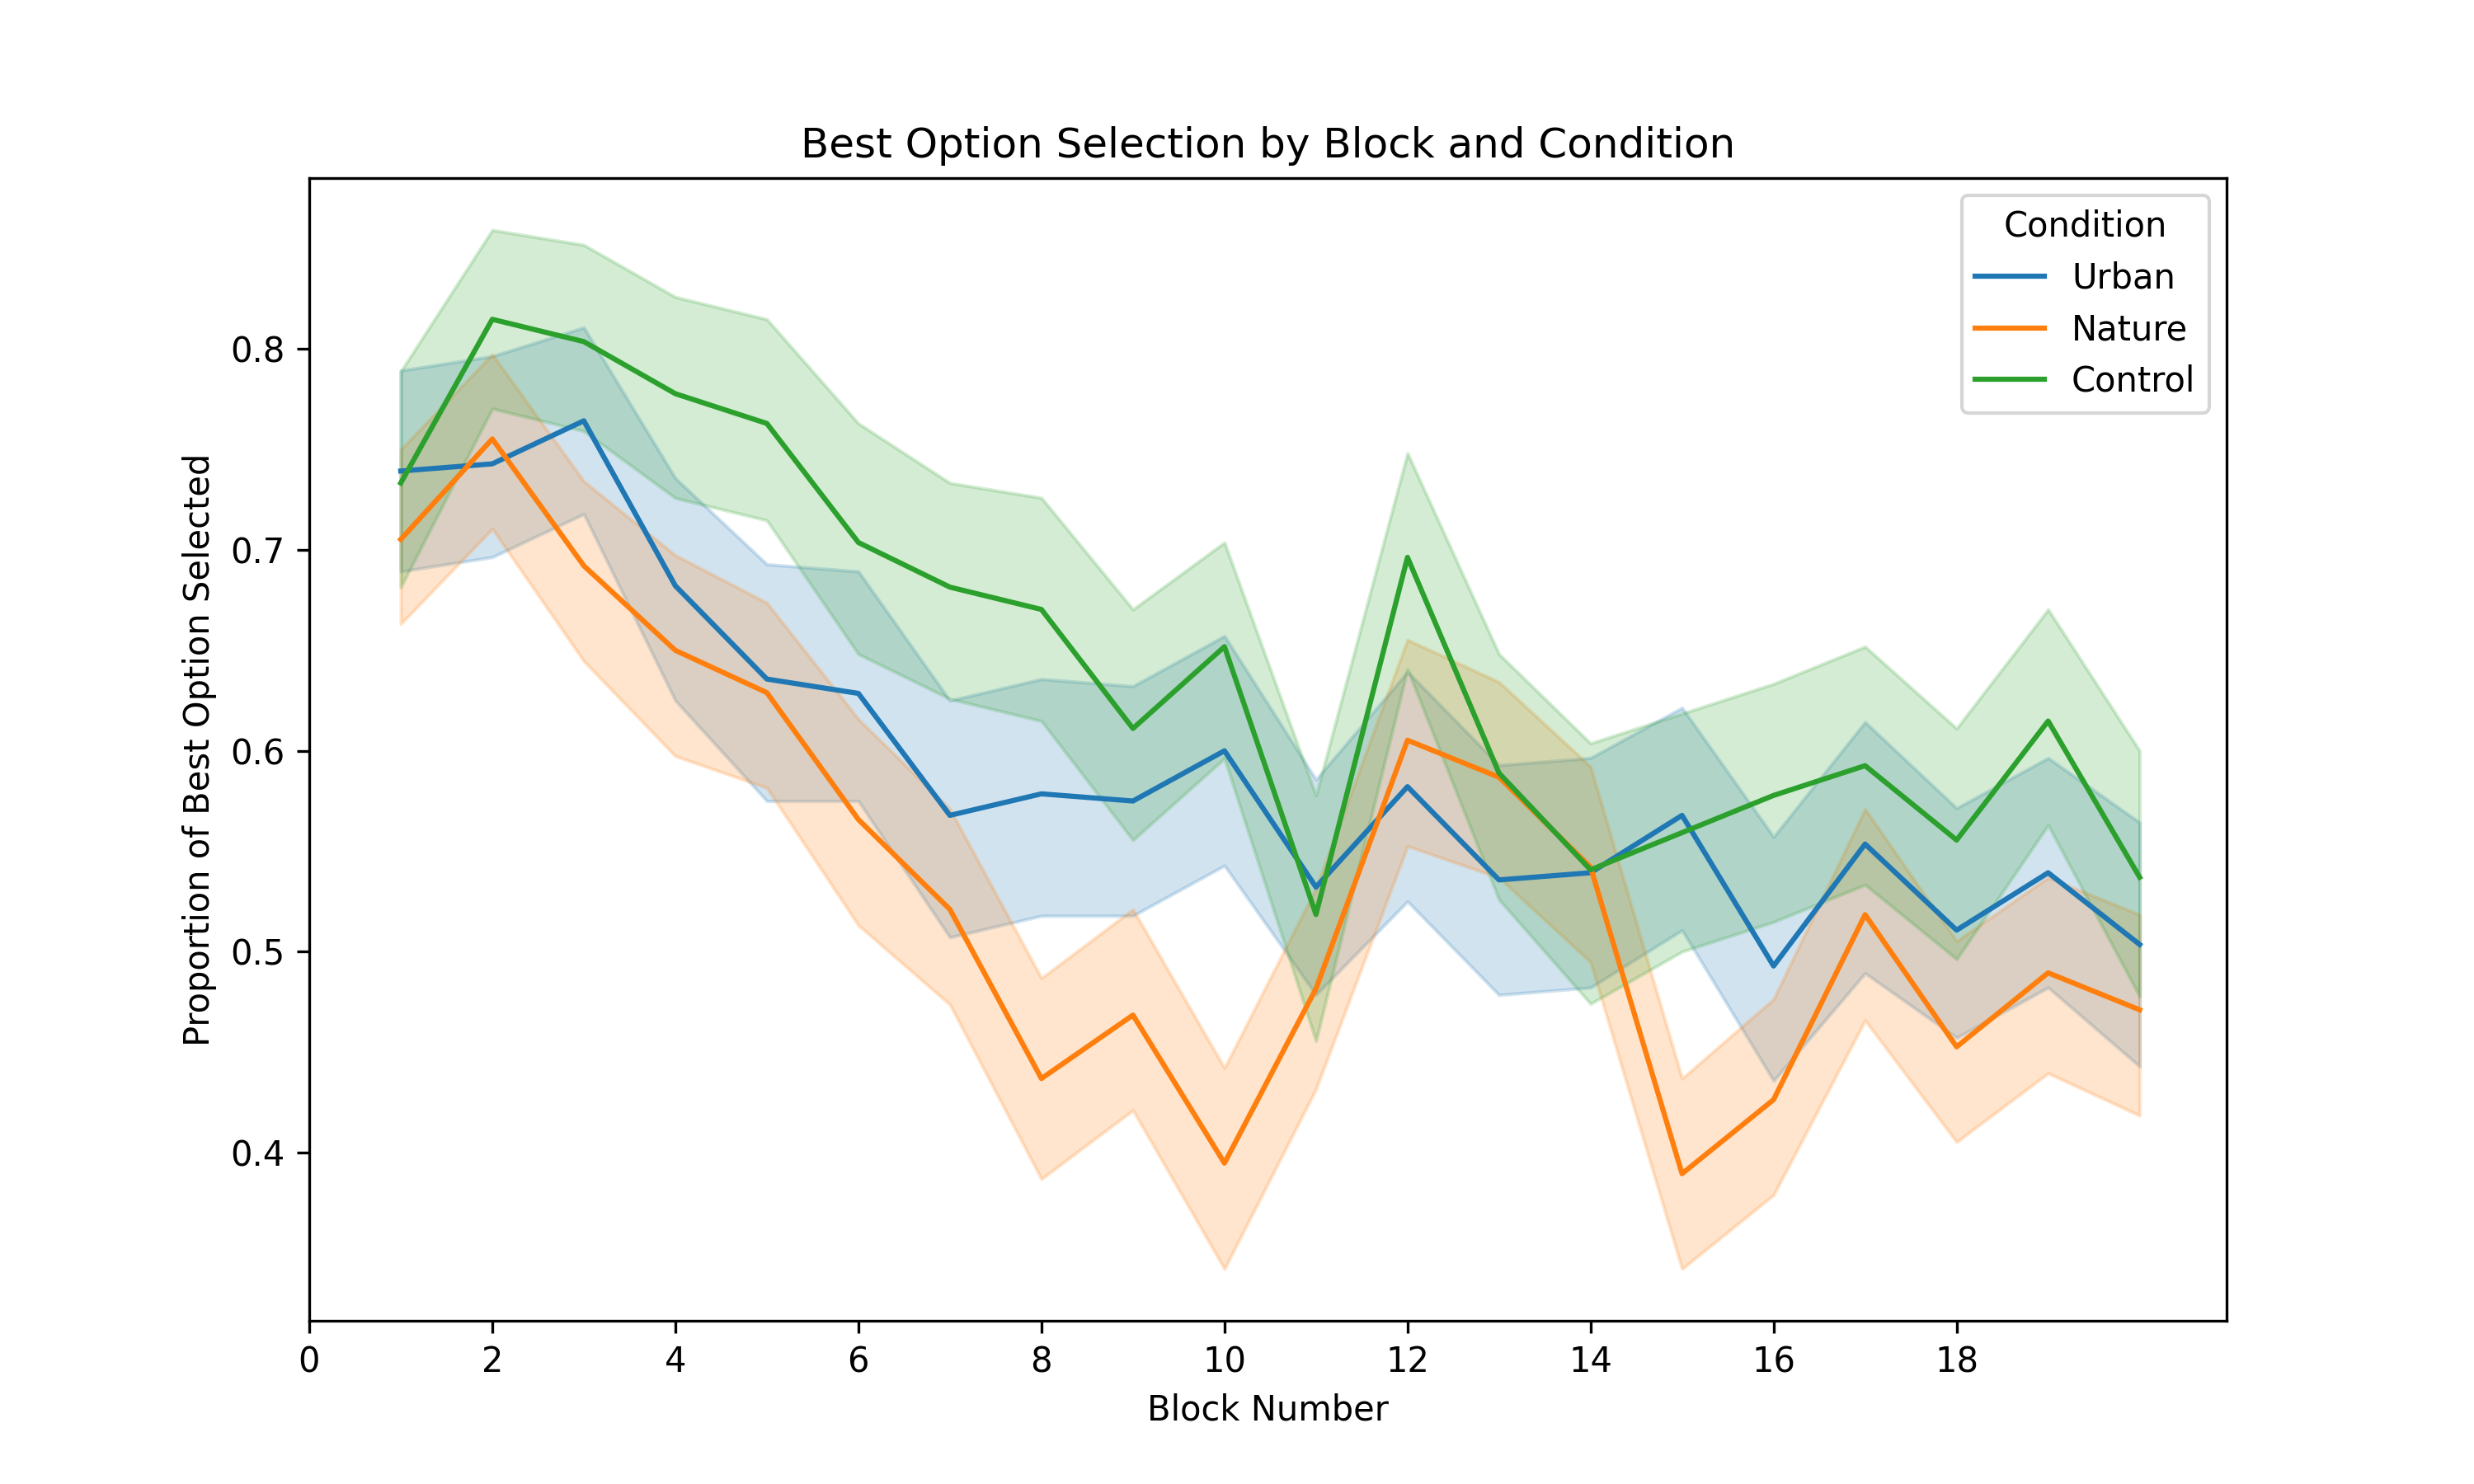 Best Option Selection by Block and Condition
Condition
Urban
Nature
Control
Proportion of Best Option Selected
0.8
0.7
0.6
0.5
0.4
0 2 4 6 8 10 12 14 16 18
Block Number